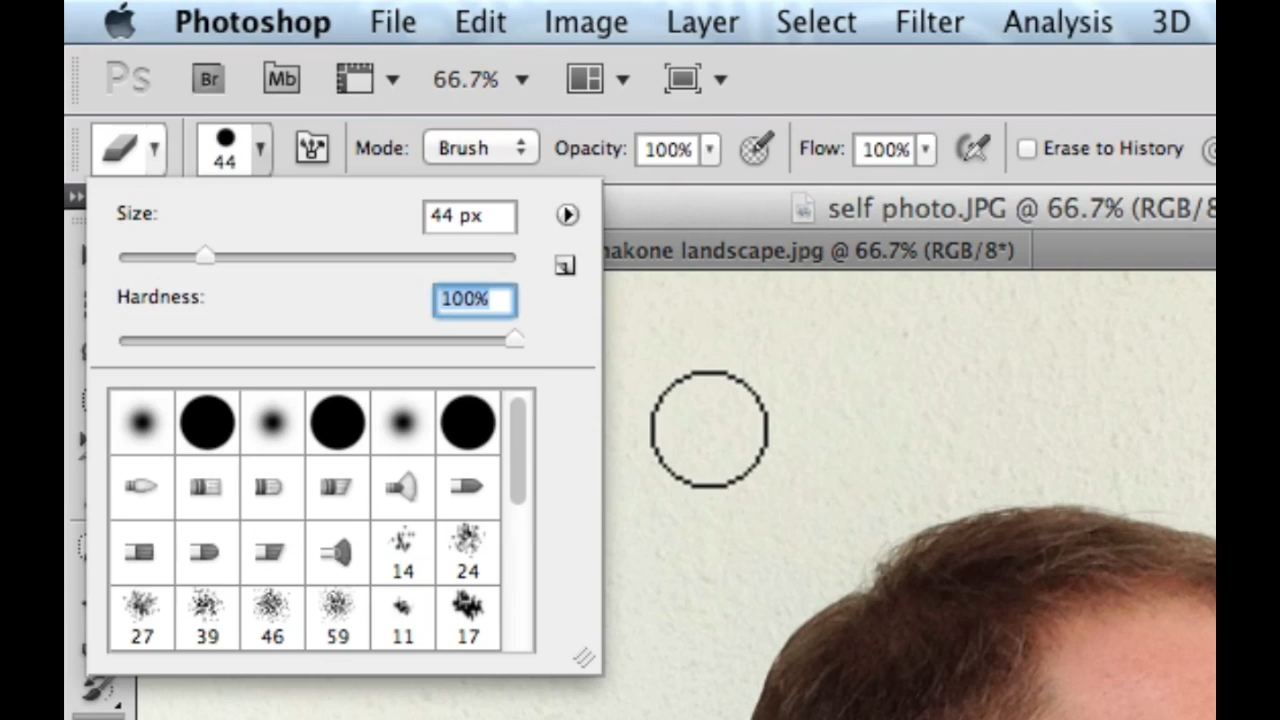 Photoshop File Edit Image Layer Select Filter Analysis 3D
Ps Br Mb 66.7%
44 Mode: Brush Opacity: 100% Flow: 100% Erase to History
Size: 44 px
self photo.JPG @ 66.7% (RGB/8
landscape.jpg @ 66.7% (RGB/8*)
Hardness: 100%
14 24
27 39 46 59 11 17